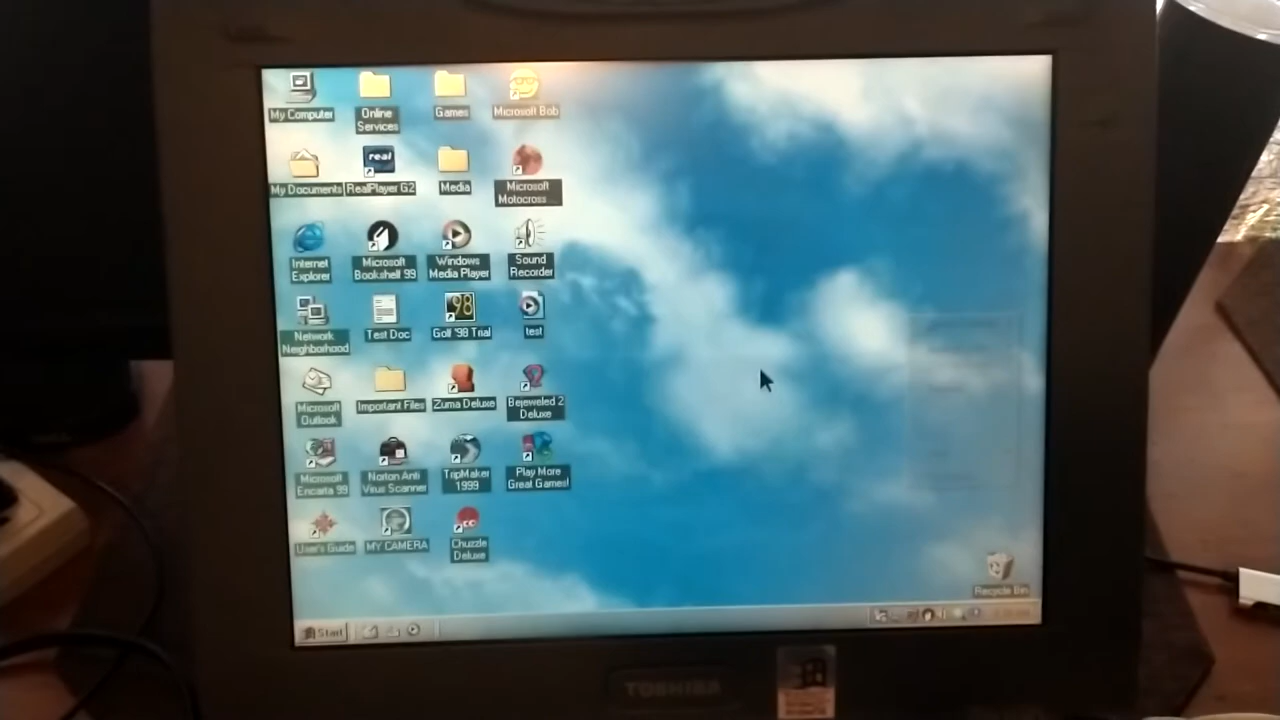 My Computer
Online
Services
Games
Microsoft Bob
My Documents
real
RealPlayer G2
Media
Microsoft
Motocross ...
Internet
Explorer
Microsoft
Bookshelf 99
Windows
Media Player
Sound
Recorder
Network
Neighborhood
Test Doc
98
Golf '98 Trial
test
Microsoft
Outlook
Important Files
Zuma Deluxe
Bejeweled 2
Deluxe
Microsoft
Encarta 99
Norton Anti
Virus Scanner
TripMaker
1999
Play More
Great Games!
User's Guide
MY CAMERA
Chuzzle
Deluxe
Recycle Bin
Start
TOSHIBA